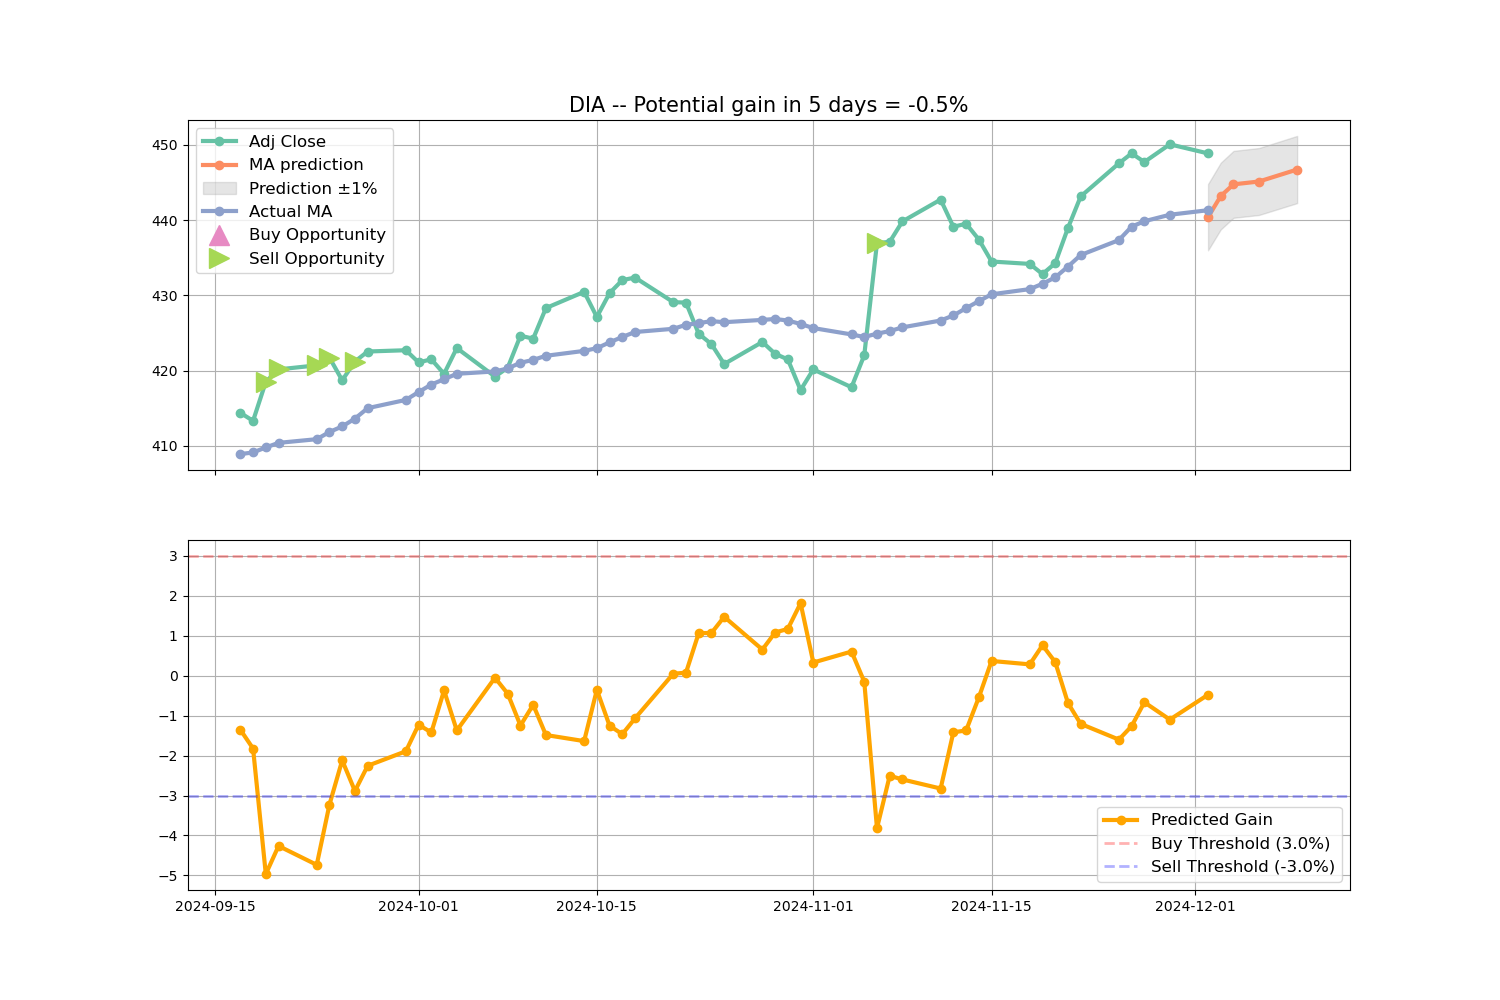 DIA -- Potential gain in 5 days = -0.5%
450
440
430
420
410
Adj Close
MA prediction
Prediction ±1%
Actual MA
Buy Opportunity
Sell Opportunity
3
2
1
0
−1
−2
−3
−4
−5
Predicted Gain
Buy Threshold (3.0%)
Sell Threshold (-3.0%)
2024-09-15 2024-10-01 2024-10-15 2024-11-01 2024-11-15 2024-12-01